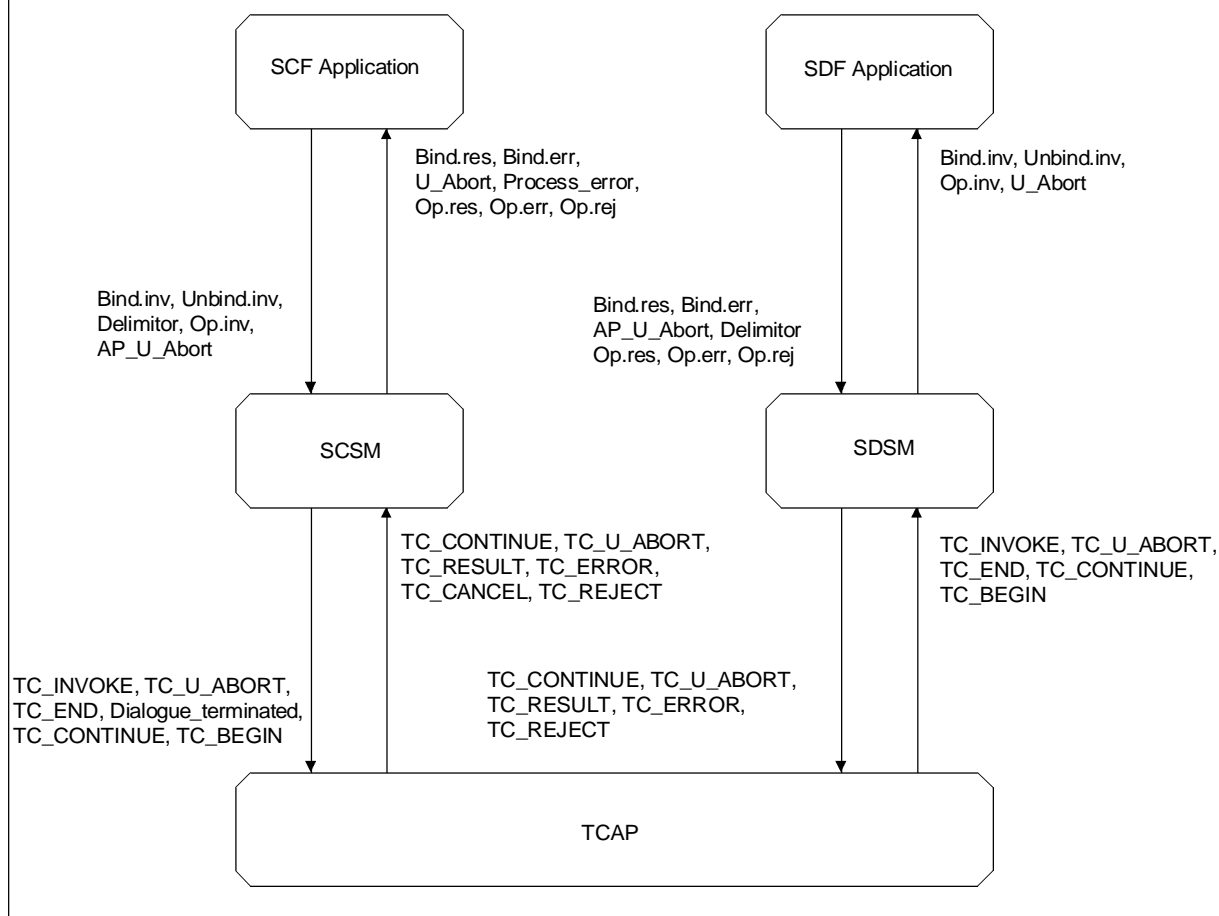 SCF Application
SDF Application
Bind.res, Bind.err,
U_Abort, Process_error,
Op.res, Op.err, Op.rej
Bind.inv, Unbind.inv,
Op.inv, U_Abort
Bind.inv, Unbind.inv,
Delimitor, Op.inv,
AP_U_Abort
Bind.res, Bind.err,
AP_U_Abort, Delimitor
Op.res, Op.err, Op.rej
SCSM
SDSM
TC_CONTINUE, TC_U_ABORT,
TC_RESULT, TC_ERROR,
TC_CANCEL, TC_REJECT
TC_INVOKE, TC_U_ABORT,
TC_END, TC_CONTINUE,
TC_BEGIN
TC_INVOKE, TC_U_ABORT,
TC_END, Dialogue_terminated,
TC_CONTINUE, TC_BEGIN
TC_CONTINUE, TC_U_ABORT,
TC_RESULT, TC_ERROR,
TC_REJECT
TCAP